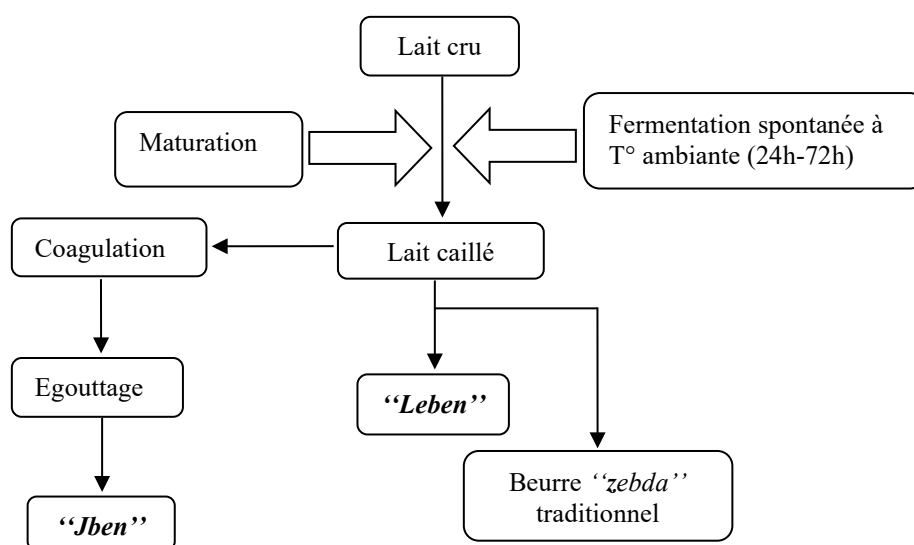 Lait cru
Maturation
Fermentation spontanée à
T° ambiante (24h-72h)
Coagulation
Lait caillé
Egouttage
‘‘Leben’’
Beurre ‘‘zebda’’
traditionnel
‘‘Jben’’